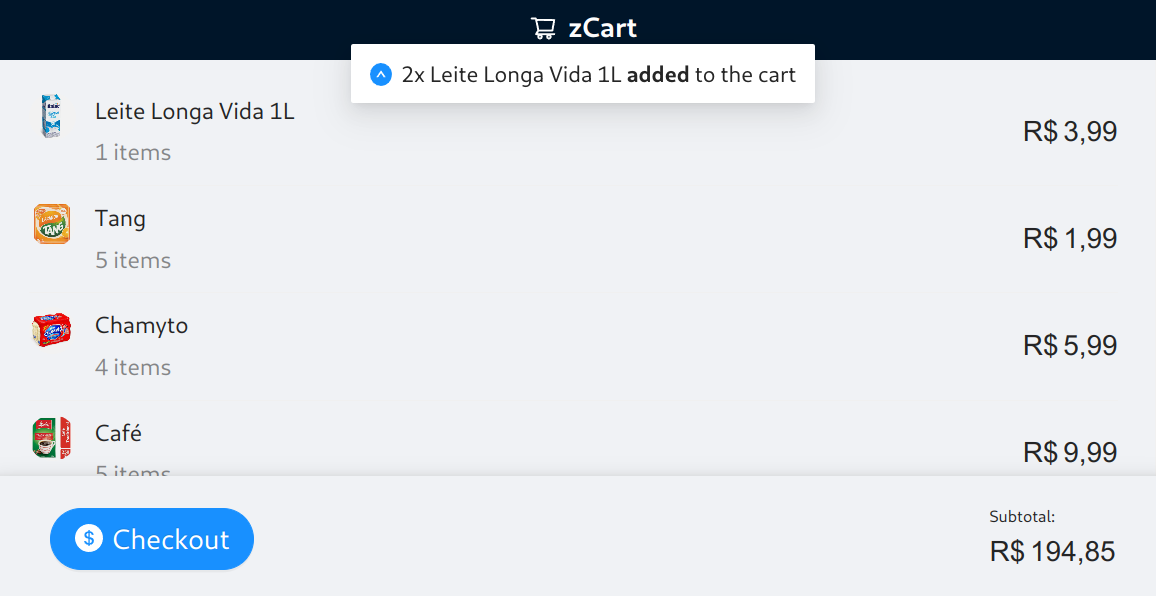 zCart
2x Leite Longa Vida 1L added to the cart
Leite Longa Vida 1L
1 items
R$ 3,99
Tang
5 items
R$ 1,99
TANG
Chamyto
4 items
R$ 5,99
Café
5 items
R$ 9,99
$ Checkout
Subtotal:
R$ 194,85